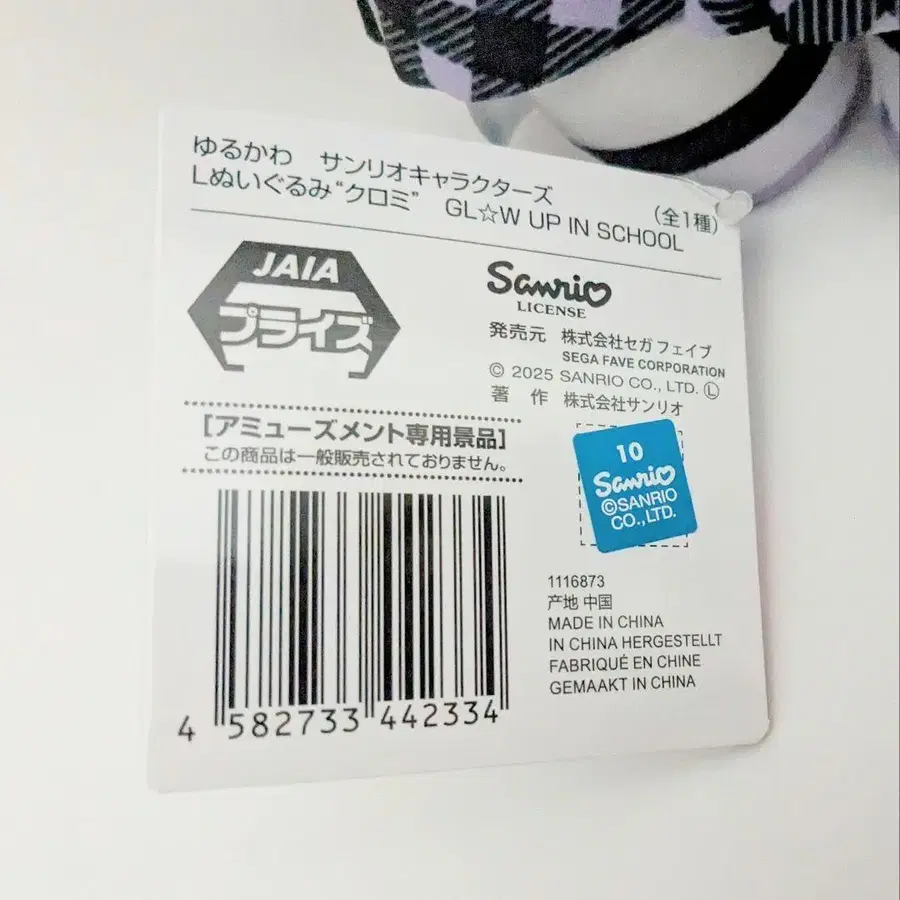 ゆるかわ サンリオキャラクターズ
Lぬいぐるみ“クロミ” GL☆W UP IN SCHOOL (全1種)
JAIA
プライズ
Sanrio
LICENSE
発売元 株式会社セガ フェイブ
SEGA FAVE CORPORATION
© 2025 SANRIO CO., LTD. Ⓛ
著 作 株式会社サンリオ
[アミューズメント専用景品]
この商品は一般販売されておりません。
10
Sanrio
©SANRIO
CO.,LTD.
1116873
产地 中国
MADE IN CHINA
IN CHINA HERGESTELLT
FABRIQUÉ EN CHINE
GEMAAKT IN CHINA
4 582733 442334